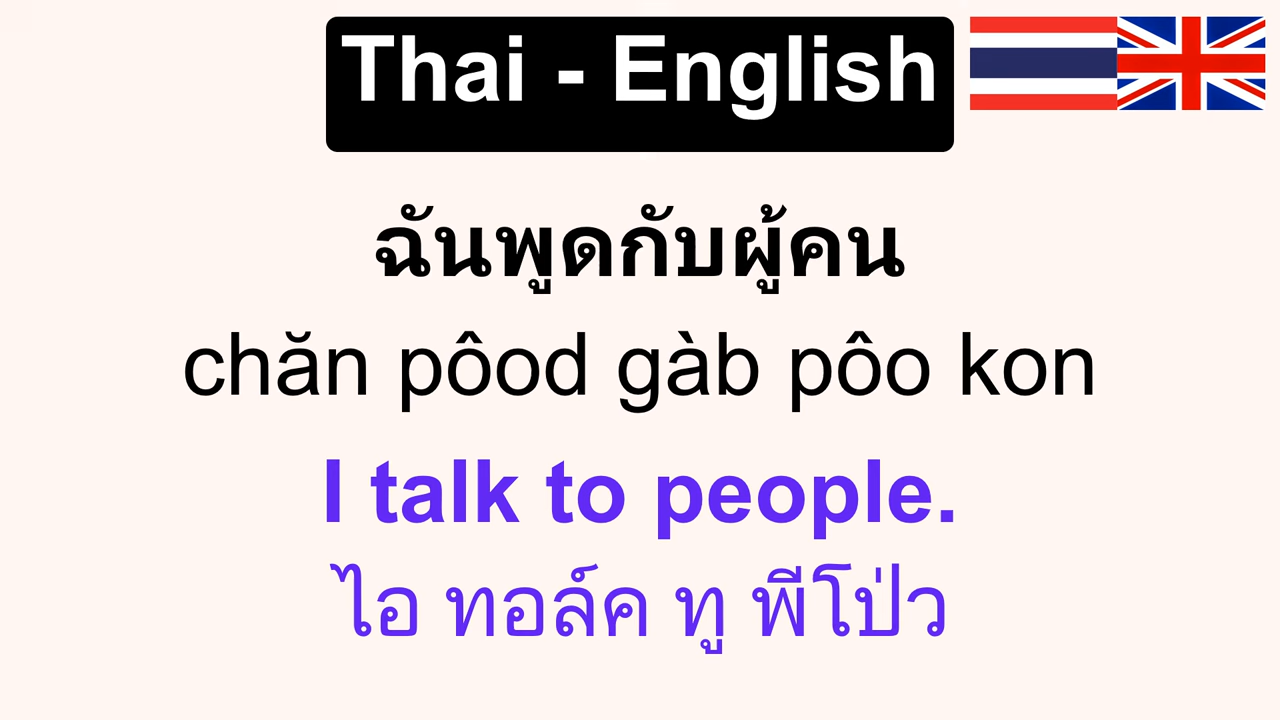 Thai - English
ฉันพูดกับผู้คน
chăn pôod gàb pôo kon
I talk to people.
ไอ ทอล์ค ทู พีโป่ว